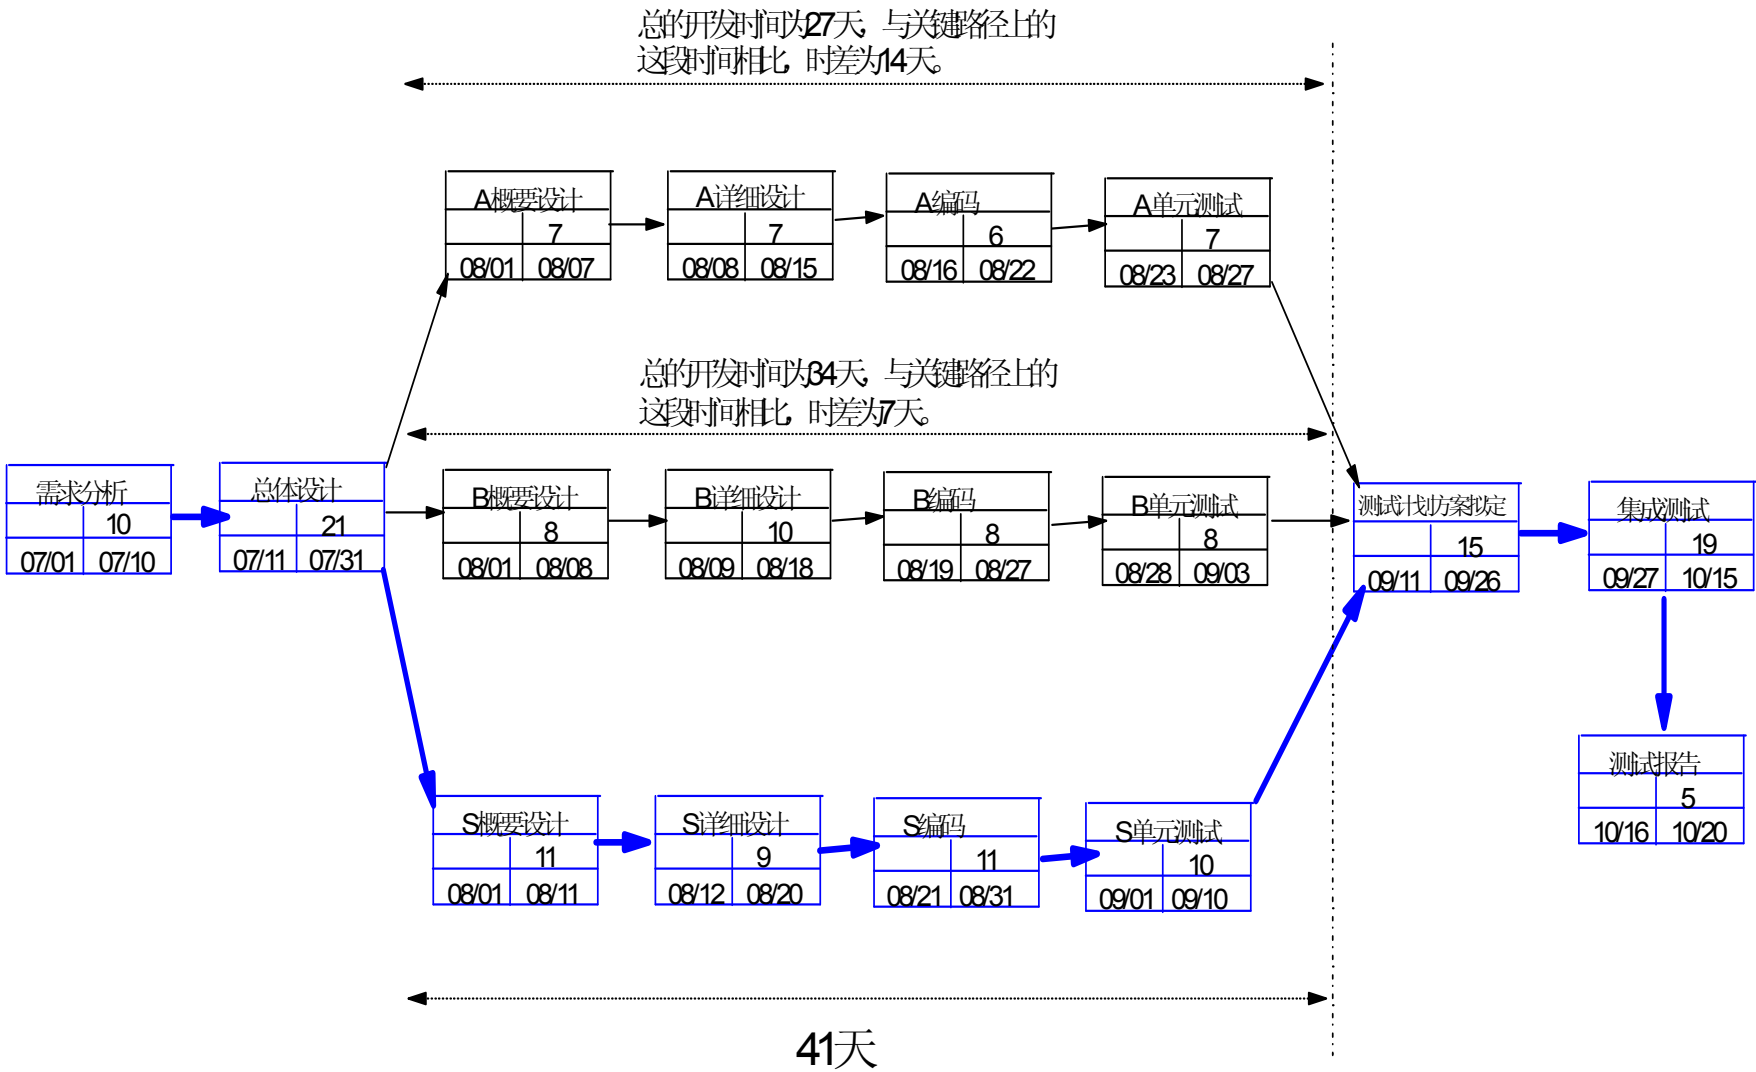 总的开发时间为27天，与关键路径上的
这段时间相比，时差为14天。
A概要设计
7
08/01 08/07
A详细设计
7
08/08 08/15
A编码
6
08/16 08/22
A单元测试
7
08/23 08/27
总的开发时间为34天，与关键路径上的
这段时间相比，时差为7天。
需求分析
10
07/01 07/10
总体设计
21
07/11 07/31
B概要设计
8
08/01 08/08
B详细设计
10
08/09 08/18
B编码
8
08/19 08/27
B单元测试
8
08/28 09/03
测试计划方案拟定
15
09/11 09/26
集成测试
19
09/27 10/15
测试报告
5
10/16 10/20
S概要设计
11
08/01 08/11
S详细设计
9
08/12 08/20
S编码
11
08/21 08/31
S单元测试
10
09/01 09/10
41天